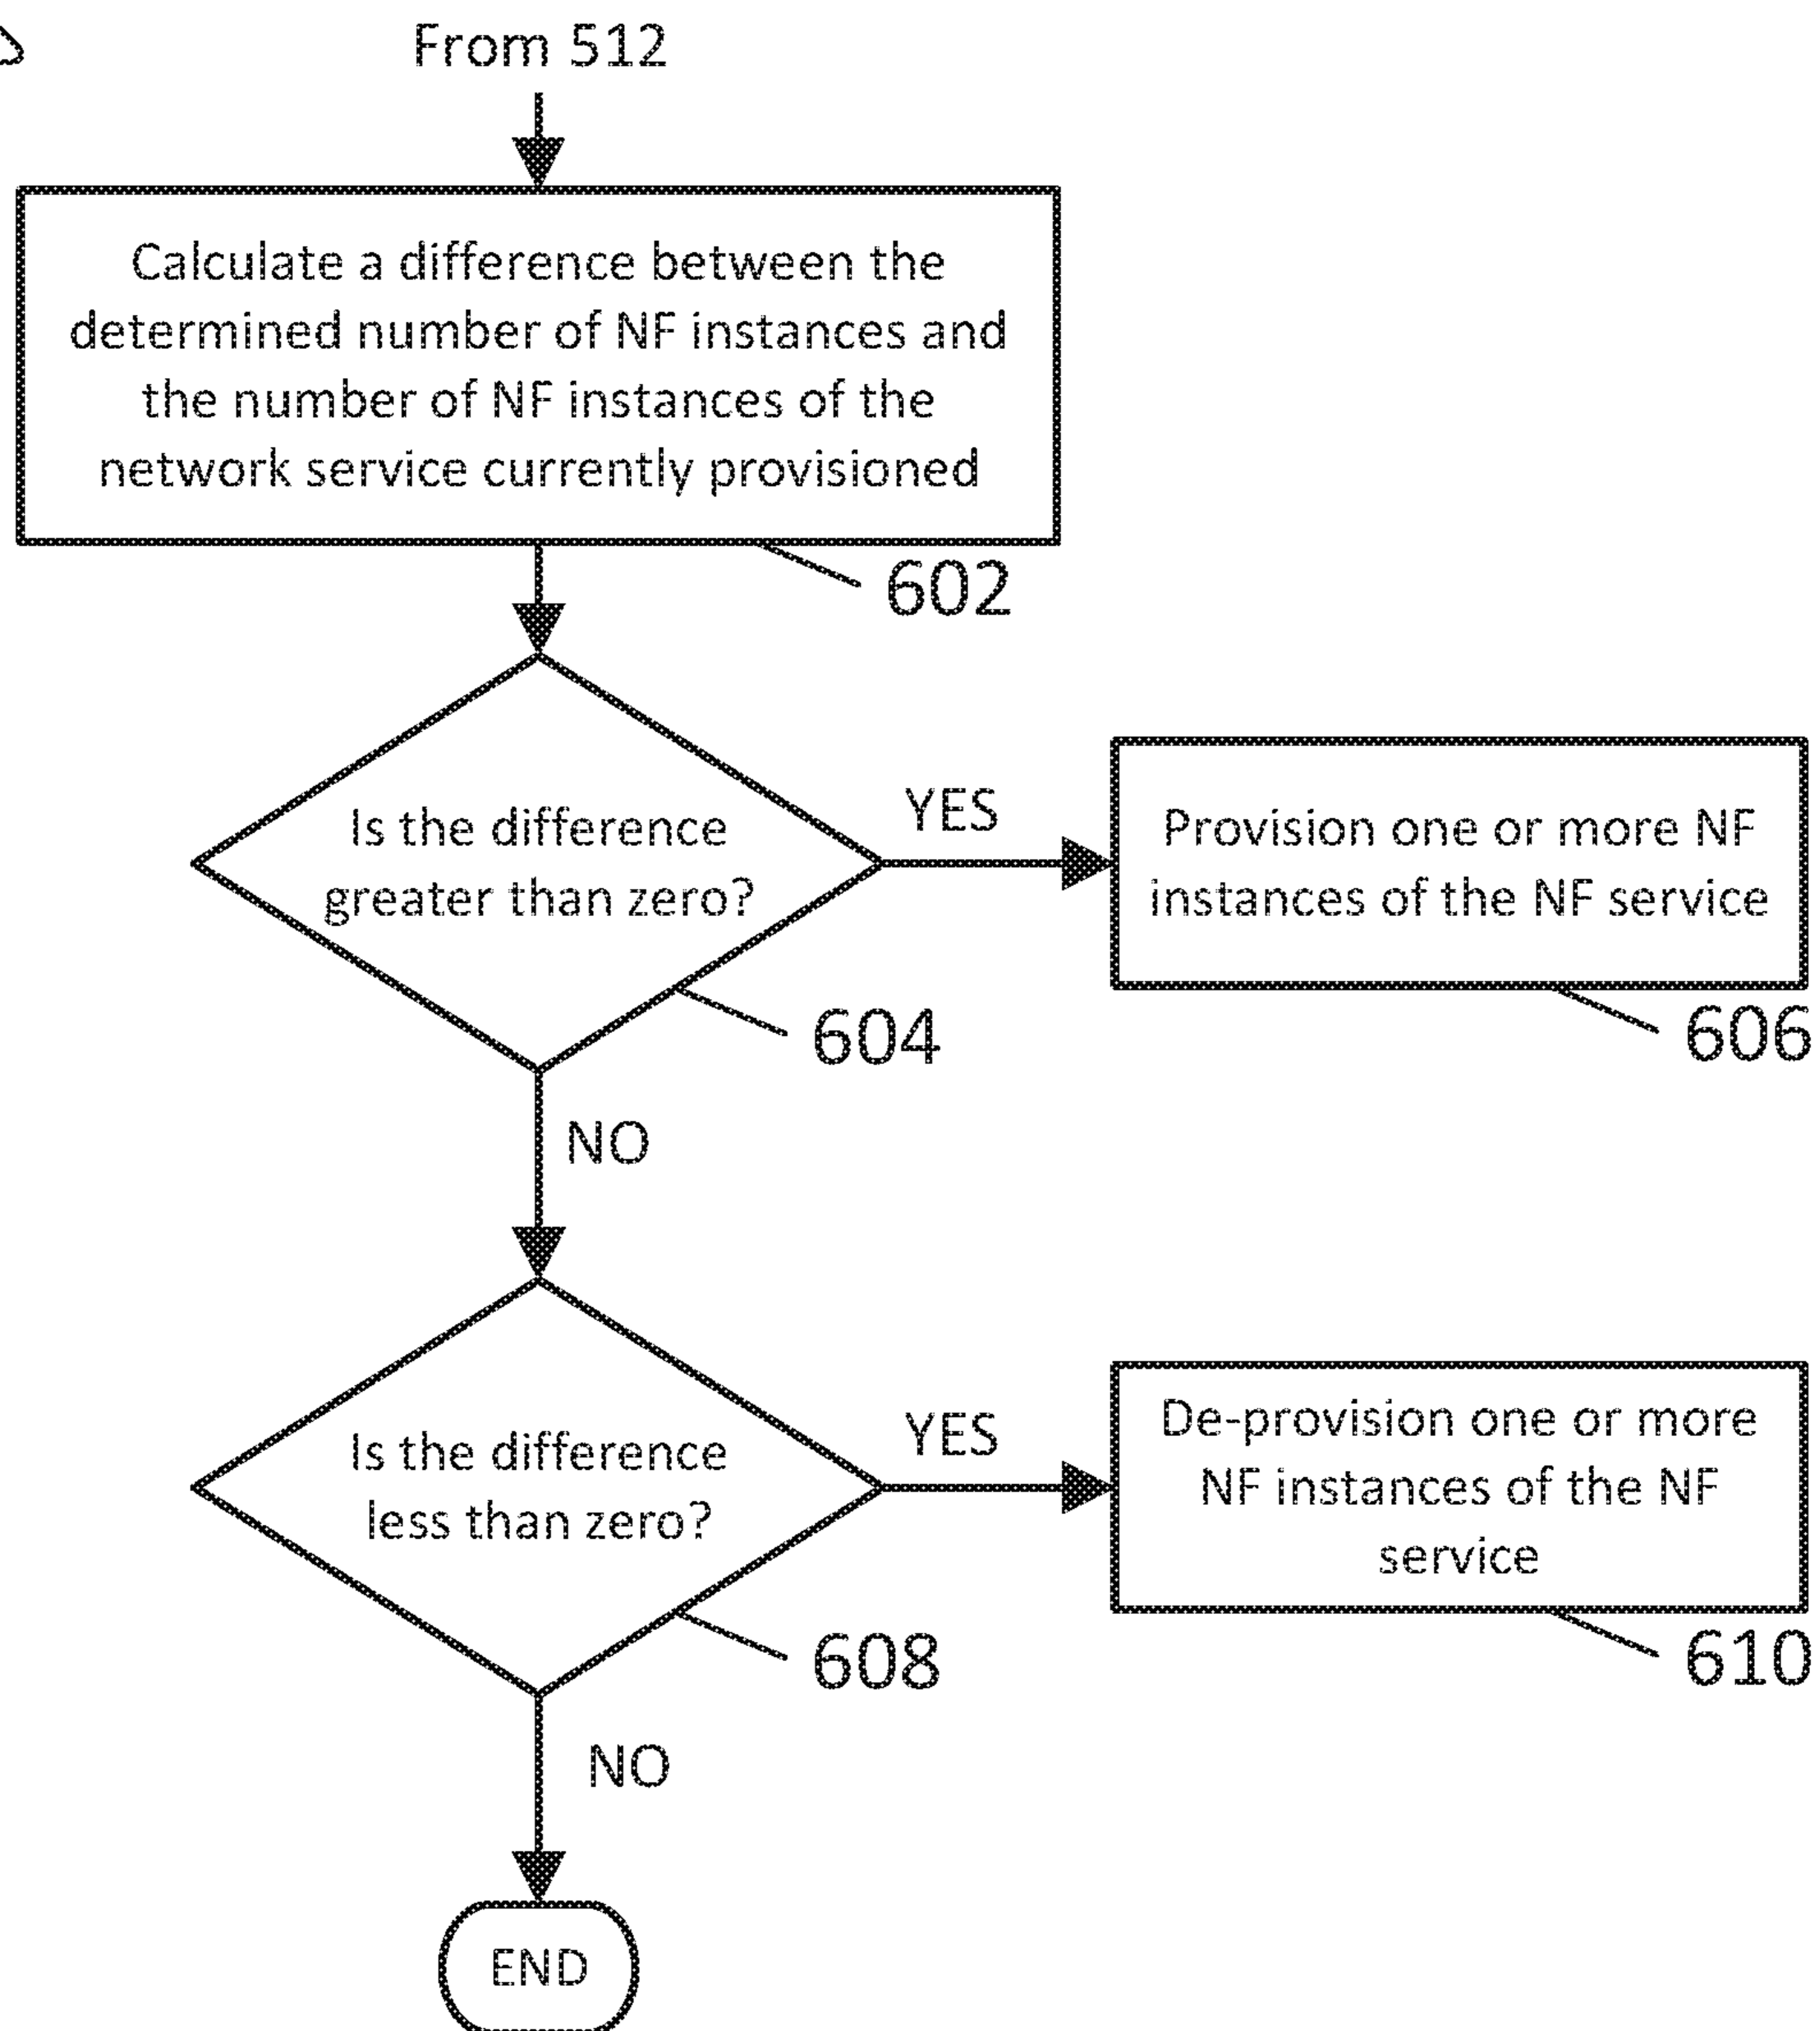 From 512
Calculate a difference between the
determined number of NF instances and
the number of NF instances of the
network service currently provisioned
602
Is the difference
greater than zero?
YES
Provision one or more NF
instances of the NF service
604
606
NO
Is the difference
less than zero?
YES
De-provision one or more
NF instances of the NF
service
608
610
NO
END